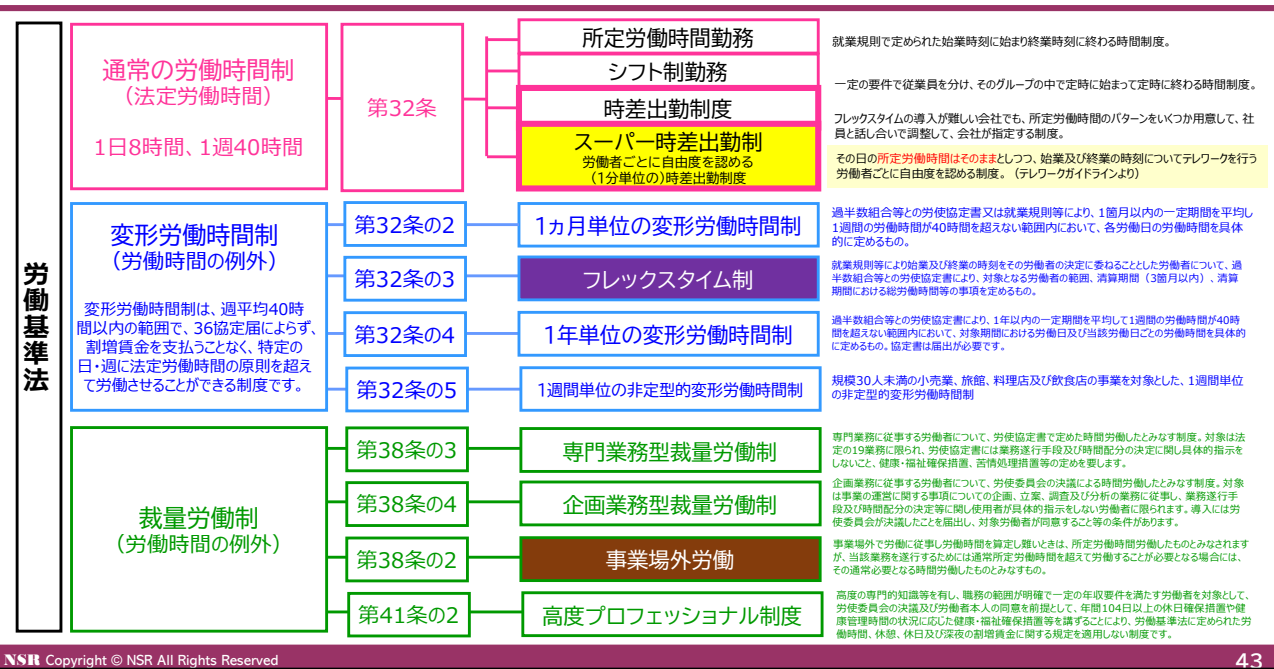 労働基準法
通常の労働時間制
（法定労働時間）
1日8時間、1週40時間
第32条
所定労働時間勤務
就業規則で定められた始業時刻に始まり終業時刻に終わる時間制度。
シフト制勤務
一定の要件で従業員を分け、そのグループの中で定時に始まって定時に終わる時間制度。
時差出勤制度
フレックスタイムの導入が難しい会社でも、所定労働時間のパターンをいくつか用意して、社
員と話し合いで調整して、会社が指定する制度。
スーパー時差出勤制
労働者ごとに自由度を認める
（1分単位の）時差出勤制度
その日の所定労働時間はそのままとしつつ、始業及び終業の時刻についてテレワークを行う
労働者ごとに自由度を認める制度。（テレワークガイドラインより）
変形労働時間制
（労働時間の例外）
変形労働時間制は、週平均40時
間以内の範囲で、36協定届によらず、
割増賃金を支払うことなく、特定の
日・週に法定労働時間の原則を超え
て労働させることができる制度です。
第32条の2
1ヵ月単位の変形労働時間制
過半数組合等との労使協定書又は就業規則等により、1箇月以内の一定期間を平均し
1週間の労働時間が40時間を超えない範囲内において、各労働日の労働時間を具体
的に定めるもの。
第32条の3
フレックスタイム制
就業規則等により始業及び終業の時刻をその労働者の決定に委ねることとした労働者について、過
半数組合等との労使協定書により、対象となる労働者の範囲、清算期間（3箇月以内）、清算
期間における総労働時間等の事項を定めるもの。
第32条の4
1年単位の変形労働時間制
過半数組合等との労使協定書により、1年以内の一定期間を平均して1週間の労働時間が40時
間を超えない範囲内において、対象期間における労働日及び当該労働日ごとの労働時間を具体的
に定めるもの。協定書は届出が必要です。
第32条の5
1週間単位の非定型的変形労働時間制
規模30人未満の小売業、旅館、料理店及び飲食店の事業を対象とした、1週間単位
の非定型的変形労働時間制
裁量労働制
（労働時間の例外）
第38条の3
専門業務型裁量労働制
専門業務に従事する労働者について、労使協定書で定めた時間労働したとみなす制度。対象は法
定の19業務に限られ、労使協定書には業務遂行手段及び時間配分の決定に関し具体的指示を
しないこと、健康・福祉確保措置、苦情処理措置等の定めを要します。
第38条の4
企画業務型裁量労働制
企画業務に従事する労働者について、労使委員会の決議による時間労働したとみなす制度。対象
は事業の運営に関する事項についての企画、立案、調査及び分析の業務に従事し、業務遂行手
段及び時間配分の決定等に関し使用者が具体的指示をしない労働者に限られます。導入には労
使委員会が決議したことを届出し、対象労働者が同意すること等の条件があります。
第38条の2
事業場外労働
事業場外で労働に従事し労働時間を算定し難いときは、所定労働時間労働したものとみなされます
が、当該業務を遂行するためには通常所定労働時間を超えて労働することが必要となる場合には、
その通常必要となる時間労働したものとみなすもの。
第41条の2
高度プロフェッショナル制度
高度の専門的知識等を有し、職務の範囲が明確で一定の年収要件を満たす労働者を対象として、
労使委員会の決議及び労働者本人の同意を前提として、年間104日以上の休日確保措置や健
康管理時間の状況に応じた健康・福祉確保措置等を講ずることにより、労働基準法に定められた労
働時間、休憩、休日及び深夜の割増賃金に関する規定を適用しない制度です。
NSR Copyright © NSR All Rights Reserved
43